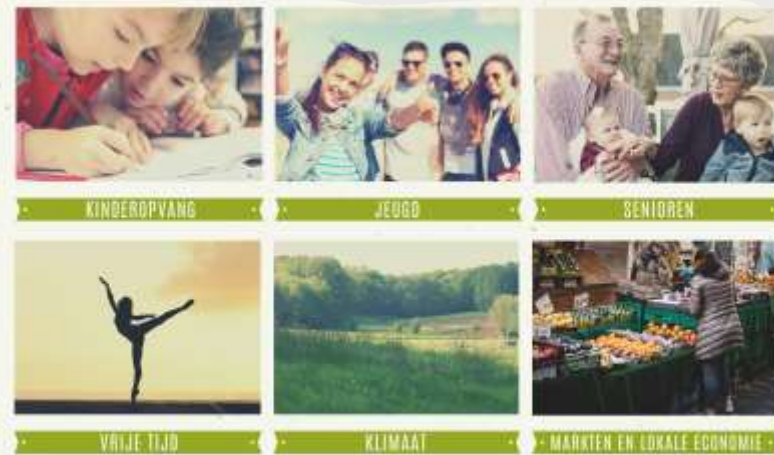 KINDEROPVANG
JEUGD
SENIOREN
VRIJE TIJD
KLIMAAT
MARKTEN EN LOKALE ECONOMIE